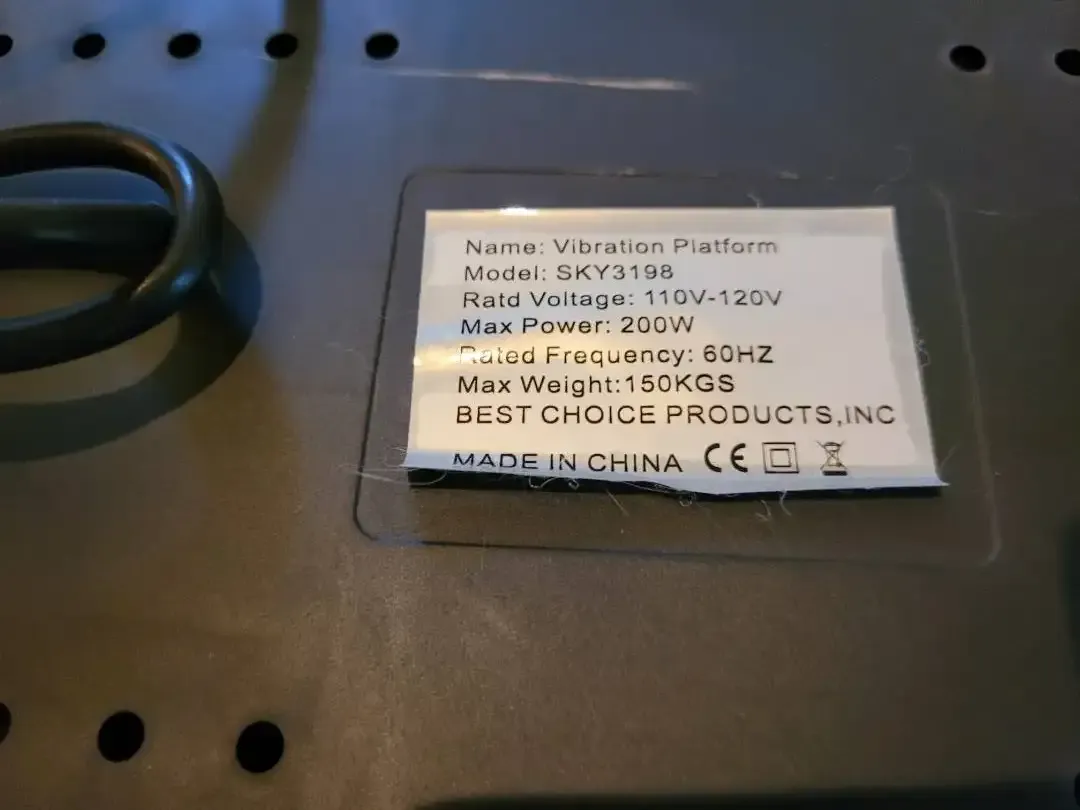 Name: Vibration Platform
Model: SKY3198
Ratd Voltage: 110V-120V
Max Power: 200W
Rated Frequency: 60HZ
Max Weight:150KGS
BEST CHOICE PRODUCTS,INC
MADE IN CHINA CE